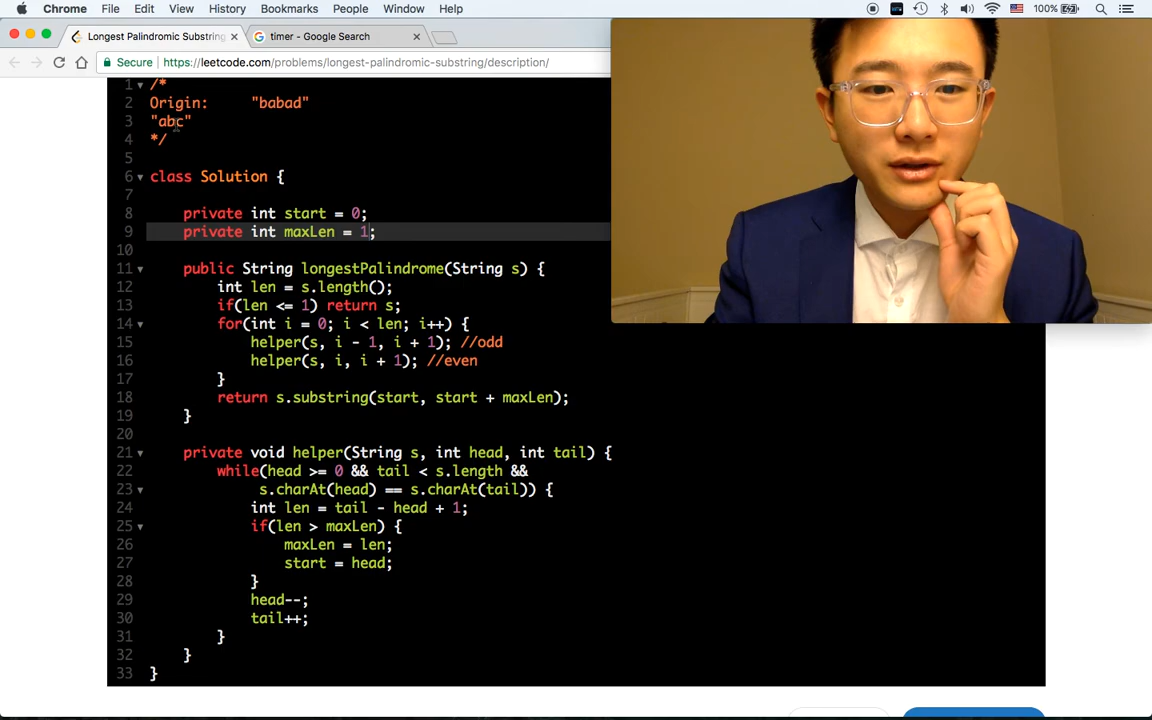 Chrome File Edit View History Bookmarks People Window Help 100%
Longest Palindromic Substring timer - Google Search
Secure https://leetcode.com/problems/longest-palindromic-substring/description/
1 /*
2 Origin: "babad"
3 "abc"
4 */
5
6 class Solution {
7
8 private int start = 0;
9 private int maxLen = 1;
10
11 public String longestPalindrome(String s) {
12 int len = s.length();
13 if(len <= 1) return s;
14 for(int i = 0; i < len; i++) {
15 helper(s, i - 1, i + 1); //odd
16 helper(s, i, i + 1); //even
17 }
18 return s.substring(start, start + maxLen);
19 }
20
21 private void helper(String s, int head, int tail) {
22 while(head >= 0 && tail < s.length &&
23 s.charAt(head) == s.charAt(tail)) {
24 int len = tail - head + 1;
25 if(len > maxLen) {
26 maxLen = len;
27 start = head;
28 }
29 head--;
30 tail++;
31 }
32 }
33 }